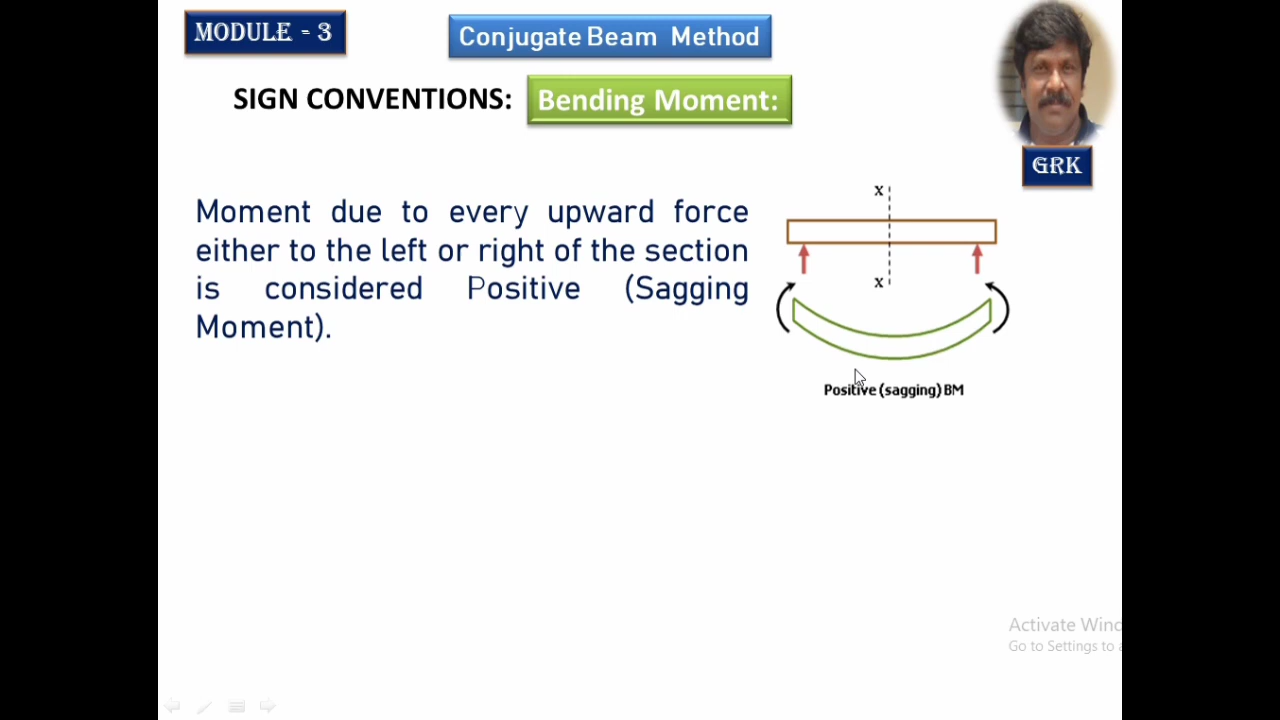 MODULE - 3
Conjugate Beam Method
SIGN CONVENTIONS:
Bending Moment:
GRK
Moment due to every upward force
either to the left or right of the section
is considered Positive (Sagging
Moment).
x
x
Positive (sagging) BM
Activate Wind
Go to Settings to a